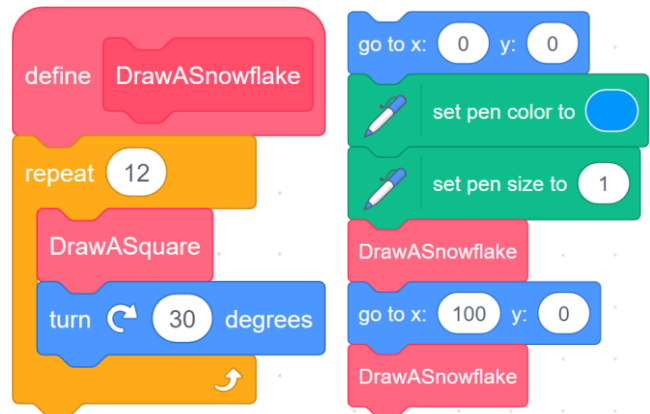 define DrawASnowflake
repeat 12
DrawASquare
turn 30 degrees
go to x: 0 y: 0
set pen color to
set pen size to 1
DrawASnowflake
go to x: 100 y: 0
DrawASnowflake